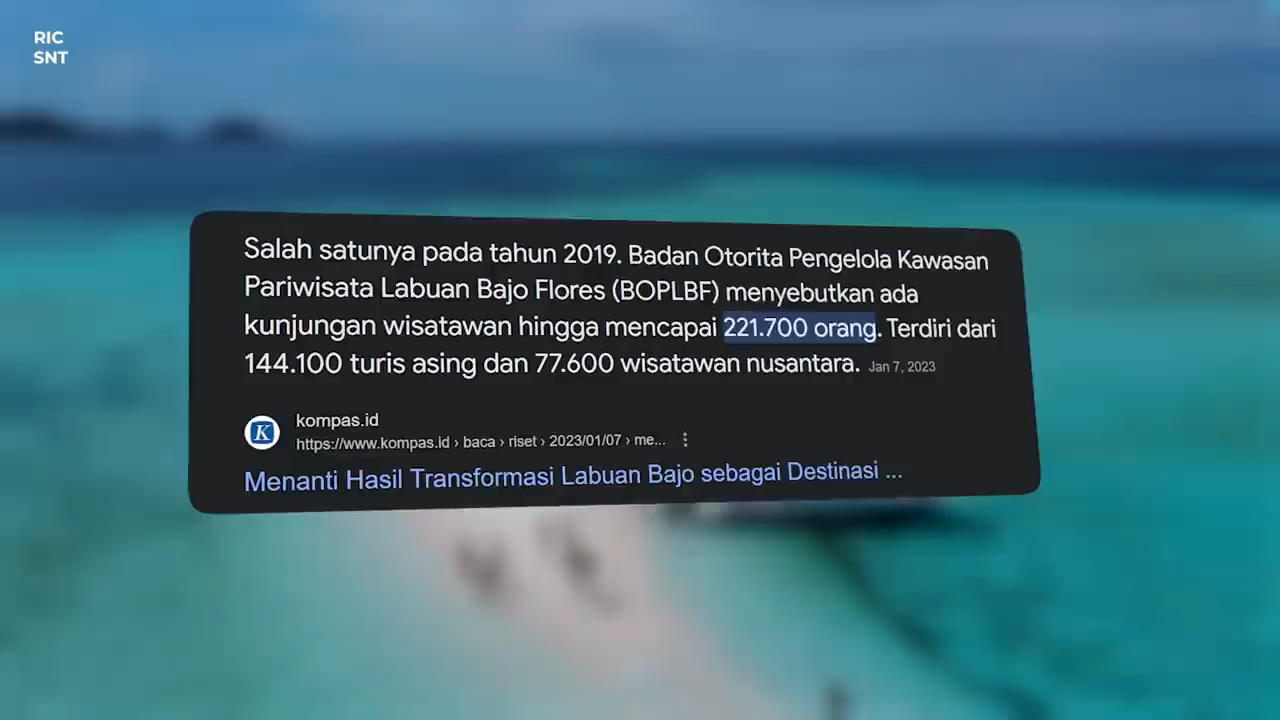 RIC
SNT
Salah satunya pada tahun 2019. Badan Otorita Pengelola Kawasan
Pariwisata Labuan Bajo Flores (BOPLBF) menyebutkan ada
kunjungan wisatawan hingga mencapai 221.700 orang. Terdiri dari
144.100 turis asing dan 77.600 wisatawan nusantara. Jan 7, 2023
kompas.id
https://www.kompas.id › baca › riset › 2023/01/07 › me...
Menanti Hasil Transformasi Labuan Bajo sebagai Destinasi ...